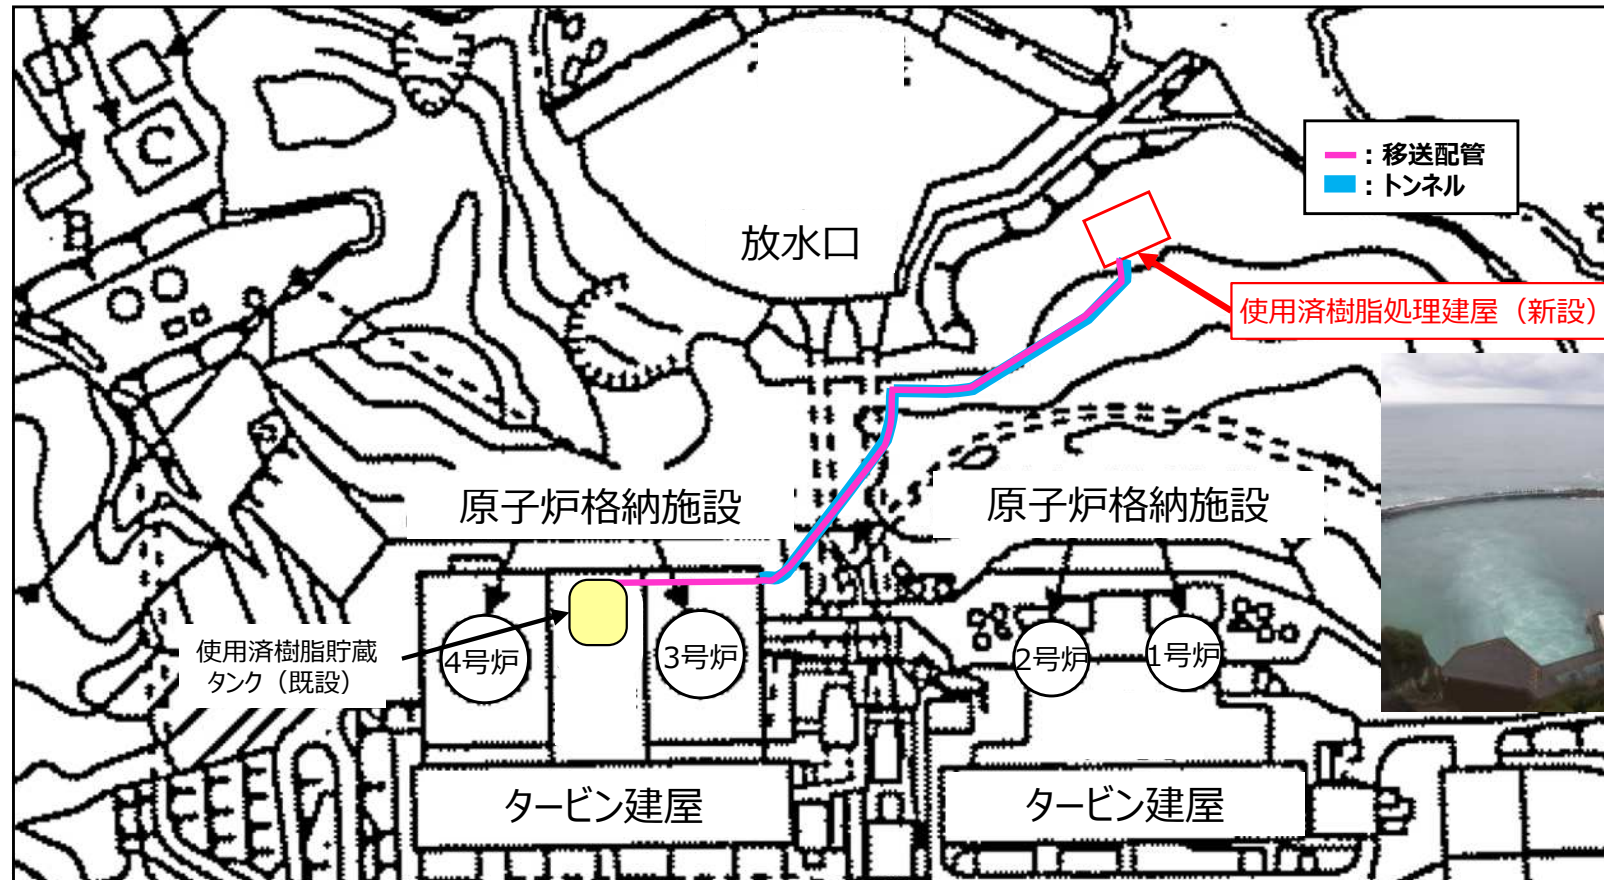 ：移送配管
：トンネル
放水口
使用済樹脂処理建屋（新設）
原子炉格納施設
原子炉格納施設
使用済樹脂貯蔵
タンク（既設）
4号炉
3号炉
2号炉
1号炉
タービン建屋
タービン建屋